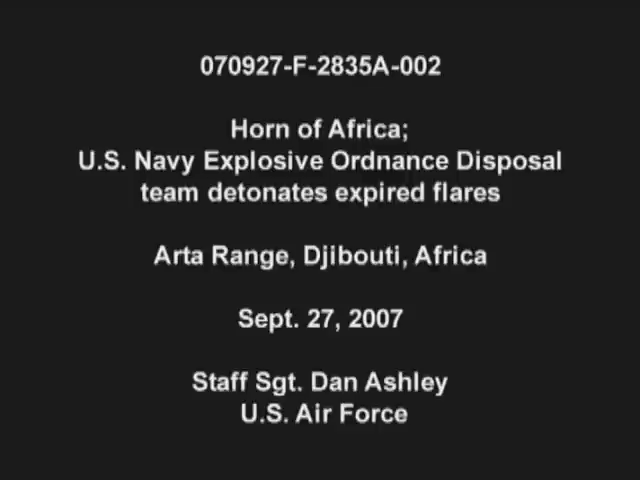 070927-F-2835A-002
Horn of Africa;
U.S. Navy Explosive Ordnance Disposal
team detonates expired flares
Arta Range, Djibouti, Africa
Sept. 27, 2007
Staff Sgt. Dan Ashley
U.S. Air Force